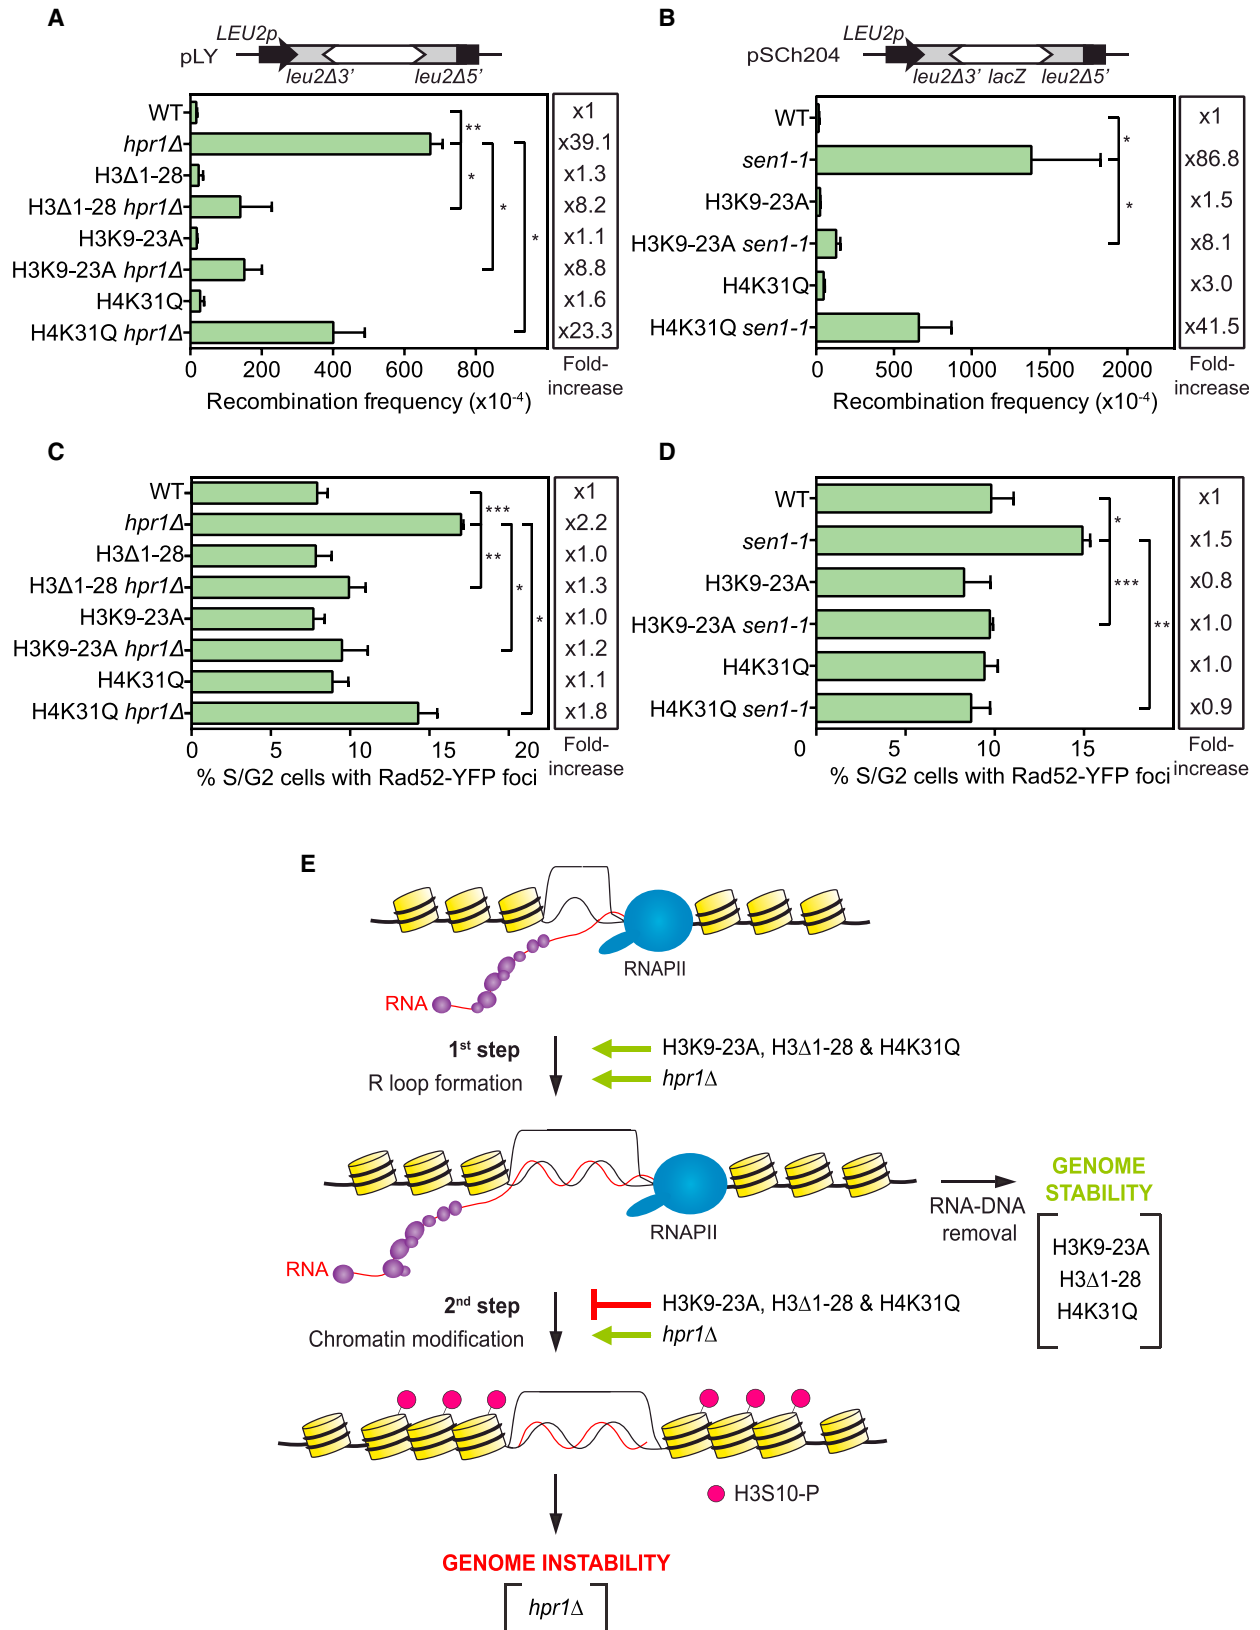 A
LEU2p
pLY
leu2Δ3’ leu2Δ5’
WT x1
hpr1Δ x39.1
H3Δ1-28 x1.3
H3Δ1-28 hpr1Δ x8.2
H3K9-23A x1.1
H3K9-23A hpr1Δ x8.8
H4K31Q x1.6
H4K31Q hpr1Δ x23.3
** * * *
0 200 400 600 800
Fold-
increase
Recombination frequency (x10-4)
B
LEU2p
pSCh204
leu2Δ3’ lacZ leu2Δ5’
WT x1
sen1-1 x86.8
H3K9-23A x1.5
H3K9-23A sen1-1 x8.1
H4K31Q x3.0
H4K31Q sen1-1 x41.5
* *
0 500 1000 1500 2000
Fold-
increase
Recombination frequency (x10-4)
C
WT x1
hpr1Δ x2.2
H3Δ1-28 x1.0
H3Δ1-28 hpr1Δ x1.3
H3K9-23A x1.0
H3K9-23A hpr1Δ x1.2
H4K31Q x1.1
H4K31Q hpr1Δ x1.8
*** ** * *
0 5 10 15 20
Fold-
increase
% S/G2 cells with Rad52-YFP foci
D
WT x1
sen1-1 x1.5
H3K9-23A x0.8
H3K9-23A sen1-1 x1.0
H4K31Q x1.0
H4K31Q sen1-1 x0.9
* *** **
0 5 10 15
Fold-
increase
% S/G2 cells with Rad52-YFP foci
E
RNAPII
RNA
1st step
R loop formation
H3K9-23A, H3Δ1-28 & H4K31Q
hpr1Δ
RNAPII
RNA
RNA-DNA
removal
GENOME
STABILITY
H3K9-23A
H3Δ1-28
H4K31Q
2nd step
Chromatin modification
H3K9-23A, H3Δ1-28 & H4K31Q
hpr1Δ
H3S10-P
GENOME INSTABILITY
hpr1Δ